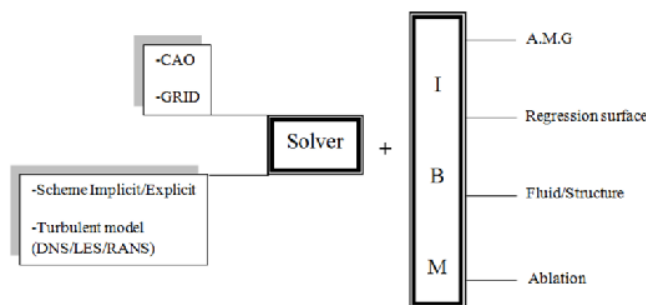 -CAO
-GRID
Solver
+
-Scheme Implicit/Explicit
-Turbulent model
(DNS/LES/RANS)
I
B
M
A.M.G
Regression surface
Fluid/Structure
Ablation